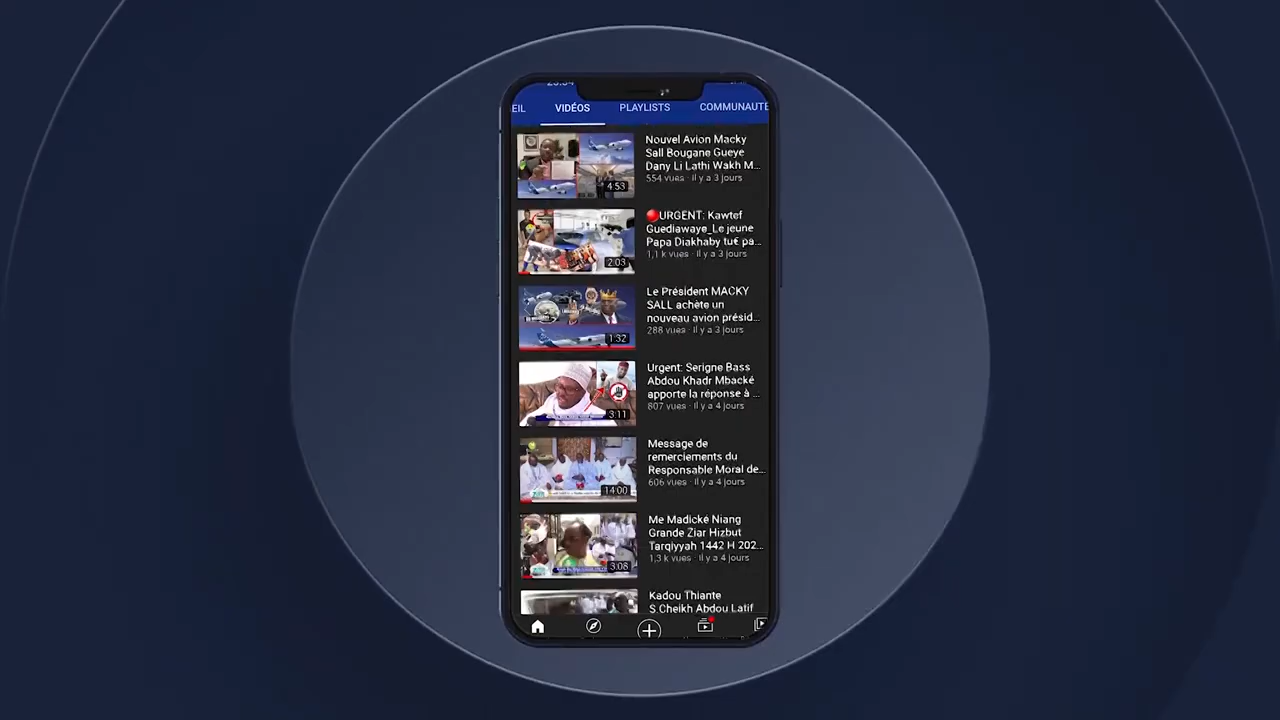 EIL VIDÉOS PLAYLISTS COMMUNAUTÉ
Nouvel Avion Macky
Sall Bougane Gueye
Dany Li Lathi Wakh M...
554 vues · Il y a 3 jours
4:53
URGENT: Kawtef
Guediawaye_Le jeune
Papa Diakhaby tu€ pa...
1,1 k vues · Il y a 3 jours
2:03
Le Président MACKY
SALL achète un
nouveau avion présid...
288 vues · Il y a 3 jours
1:32
Urgent: Serigne Bass
Abdou Khadr Mbacké
apporte la réponse à ...
807 vues · Il y a 4 jours
3:11
Message de
remerciements du
Responsable Moral de...
606 vues · Il y a 4 jours
14:00
Me Madické Niang
Grande Ziar Hizbut
Tarqiyyah 1442 H 202...
1,3 k vues · Il y a 4 jours
3:08
Kadou Thiante
S.Cheikh Abdou Latif